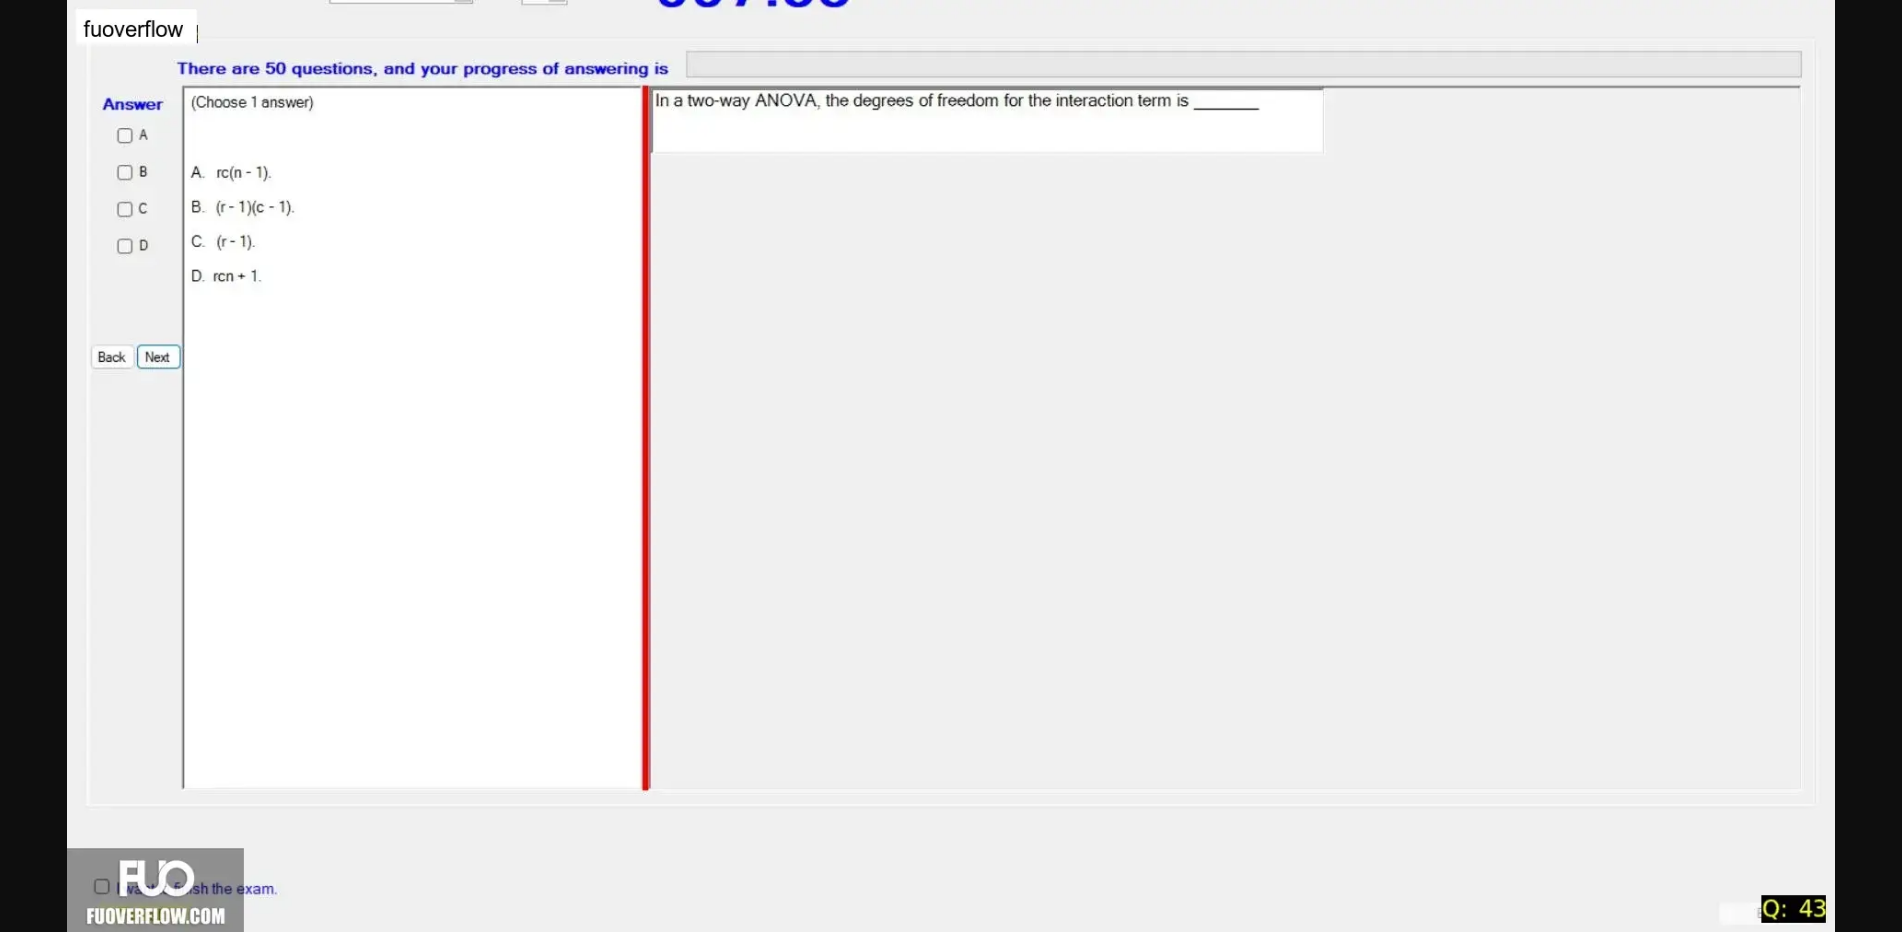 fuoverflow
There are 50 questions, and your progress of answering is
Answer
A
B
C
D
Back Next
(Choose 1 answer)
A. rc(n - 1).
B. (r - 1)(c - 1).
C. (r - 1).
D. rcn + 1.
In a two-way ANOVA, the degrees of freedom for the interaction term is _______
FUO
FUOVERFLOW.COM
the exam.
Q: 43